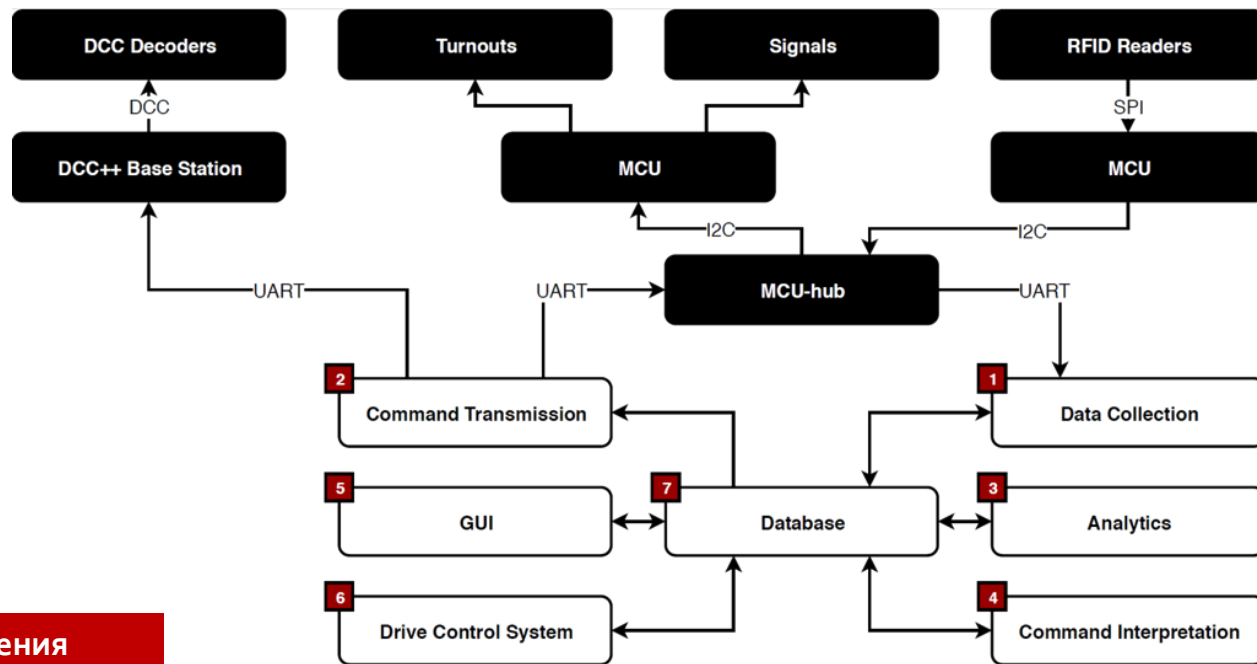 DCC Decoders
Turnouts
Signals
RFID Readers
DCC
SPI
DCC++ Base Station
MCU
MCU
I2C
I2C
UART
UART
MCU-hub
UART
2
Command Transmission
1
Data Collection
5
GUI
7
Database
3
Analytics
6
Drive Control System
4
Command Interpretation
ения